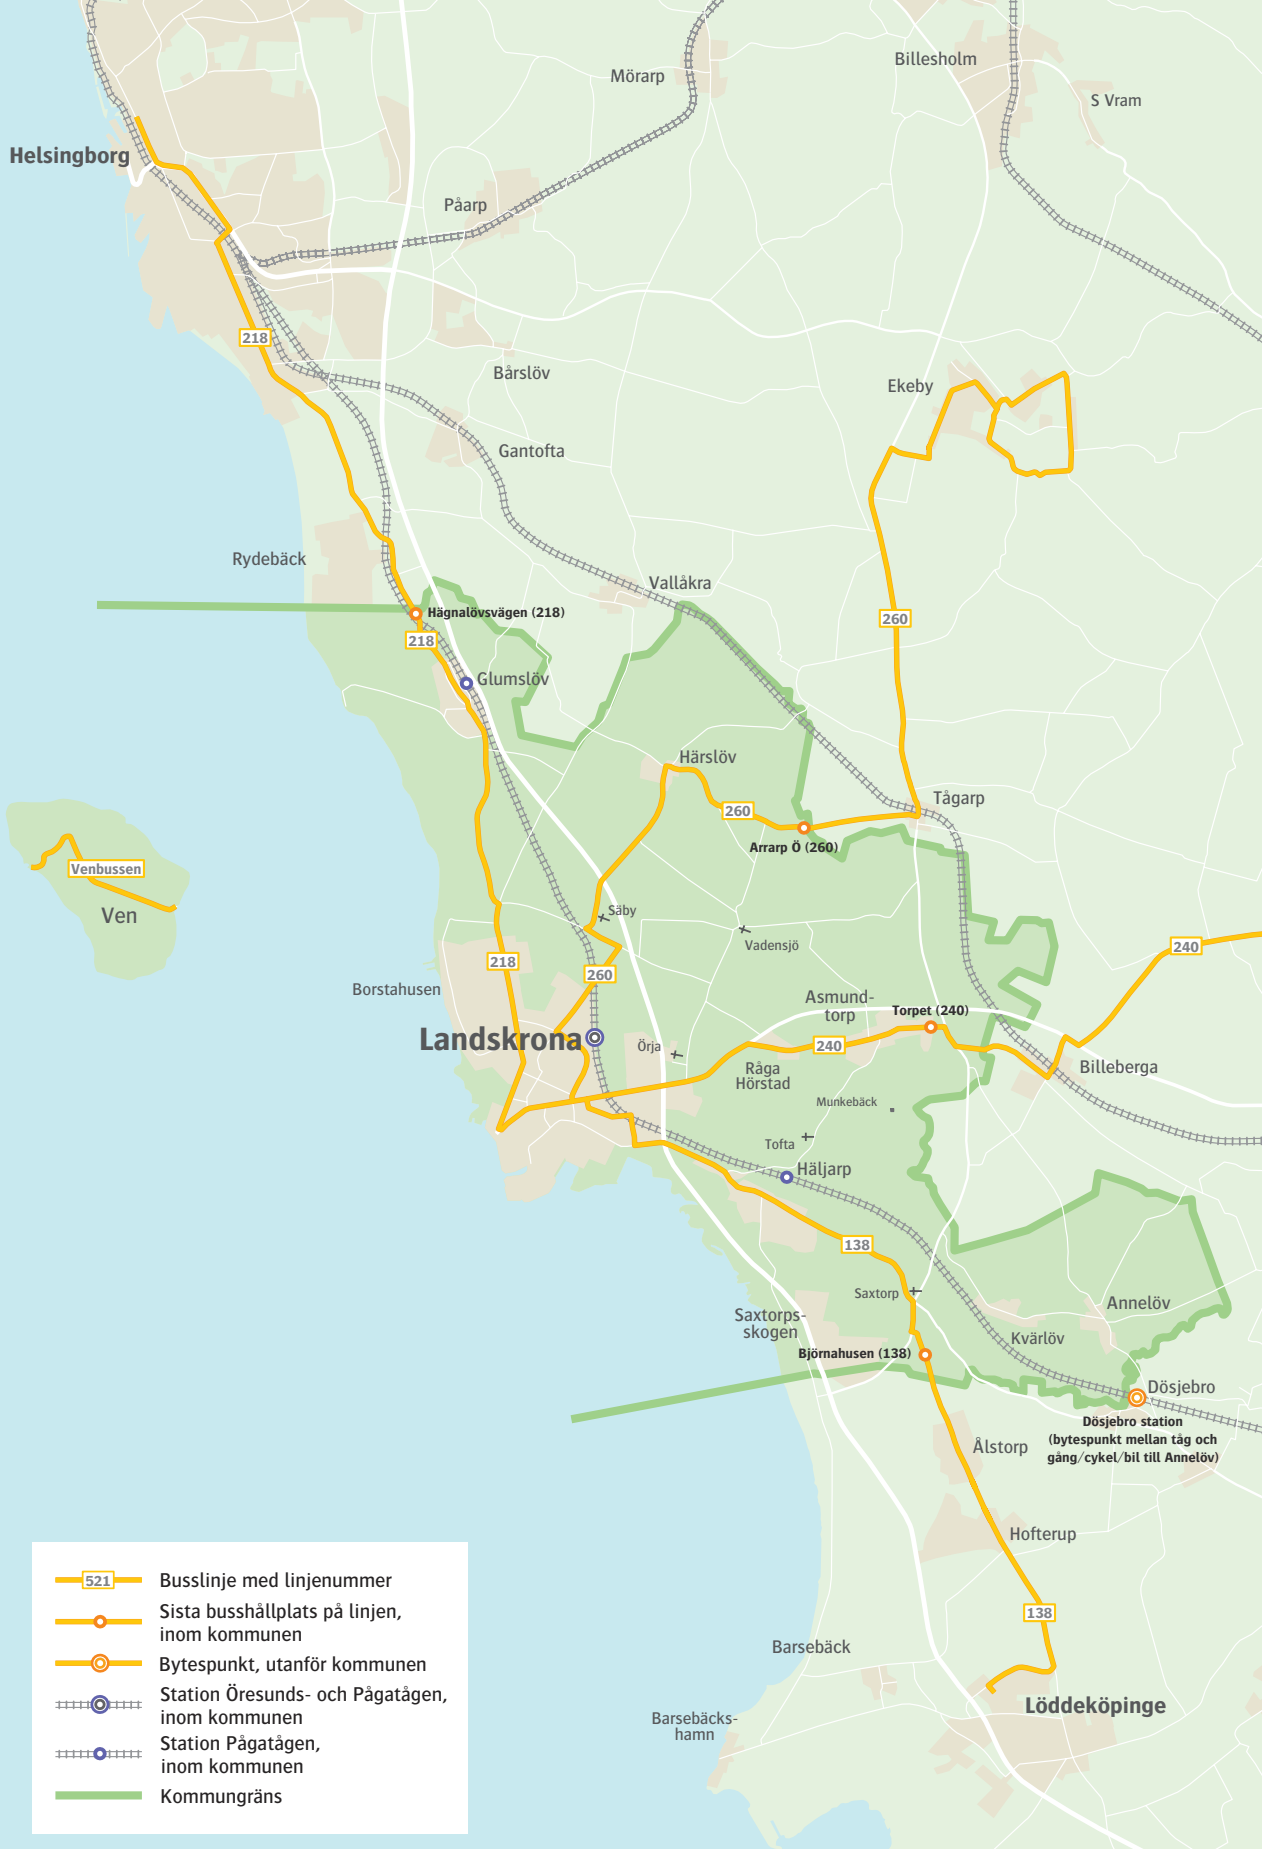 Billesholm
Mörarp
S Vram
Helsingborg
Påarp
218
Bårslöv
Ekeby
Gantofta
Rydebäck
Vallåkra
Hägnalövsvägen (218)
260
218
Glumslöv
Härslöv
Tågarp
260
Arrarp Ö (260)
Venbussen
Ven
Säby
Vadensjö
240
218
260
Borstahusen
Asmund-
torp
Torpet (240)
Landskrona
Örja
240
Råga
Hörstad
Billeberga
Munkebäck
Tofta
Häljarp
138
Saxtorp
Annelöv
Saxtorps-
skogen
Kvärlöv
Björnahusen (138)
Dösjebro
Dösjebro station
(bytespunkt mellan tåg och
gång/cykel/bil till Annelöv)
Ålstorp
Hofterup
138
Barsebäck
Löddeköpinge
Barsebäcks-
hamn
521
Busslinje med linjenummer
Sista busshållplats på linjen,
inom kommunen
Bytespunkt, utanför kommunen
Station Öresunds- och Pågatågen,
inom kommunen
Station Pågatågen,
inom kommunen
Kommungräns